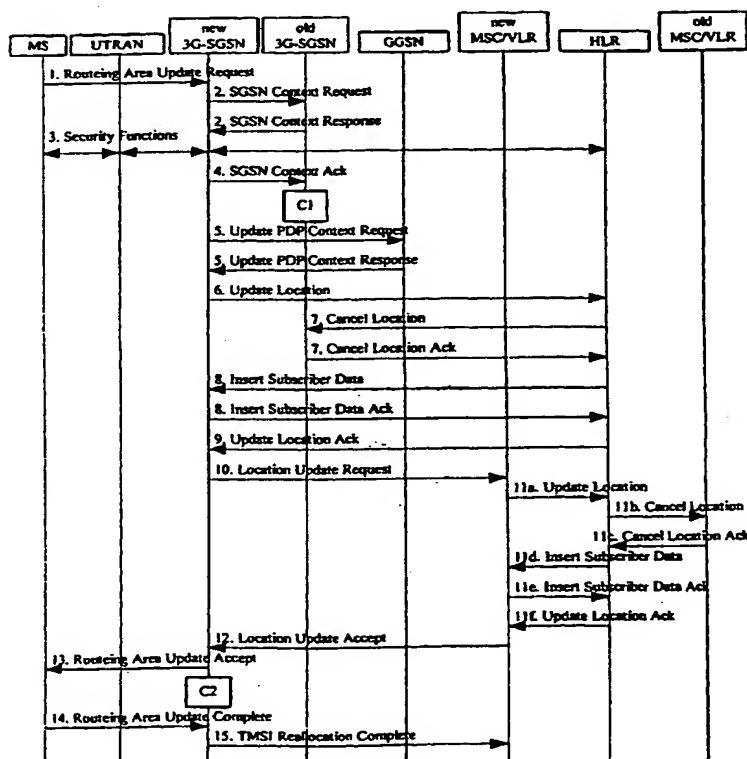 MS
UTRAN
new
3G-SGSN
old
3G-SGSN
GGSN
new
MSC/VLR
HLR
old
MSC/VLR
1. Routeing Area Update Request
2. SGSN Context Request
2. SGSN Context Response
3. Security Functions
4. SGSN Context Ack
C1
5. Update PDP Context Request
5. Update PDP Context Response
6. Update Location
7. Cancel Location
7. Cancel Location Ack
8. Insert Subscriber Data
8. Insert Subscriber Data Ack
9. Update Location Ack
10. Location Update Request
11a. Update Location
11b. Cancel Location
11c. Cancel Location Ack
11d. Insert Subscriber Data
11e. Insert Subscriber Data Ack
11f. Update Location Ack
12. Location Update Accept
13. Routeing Area Update Accept
C2
14. Routeing Area Update Complete
15. TMSI Reallocation Complete